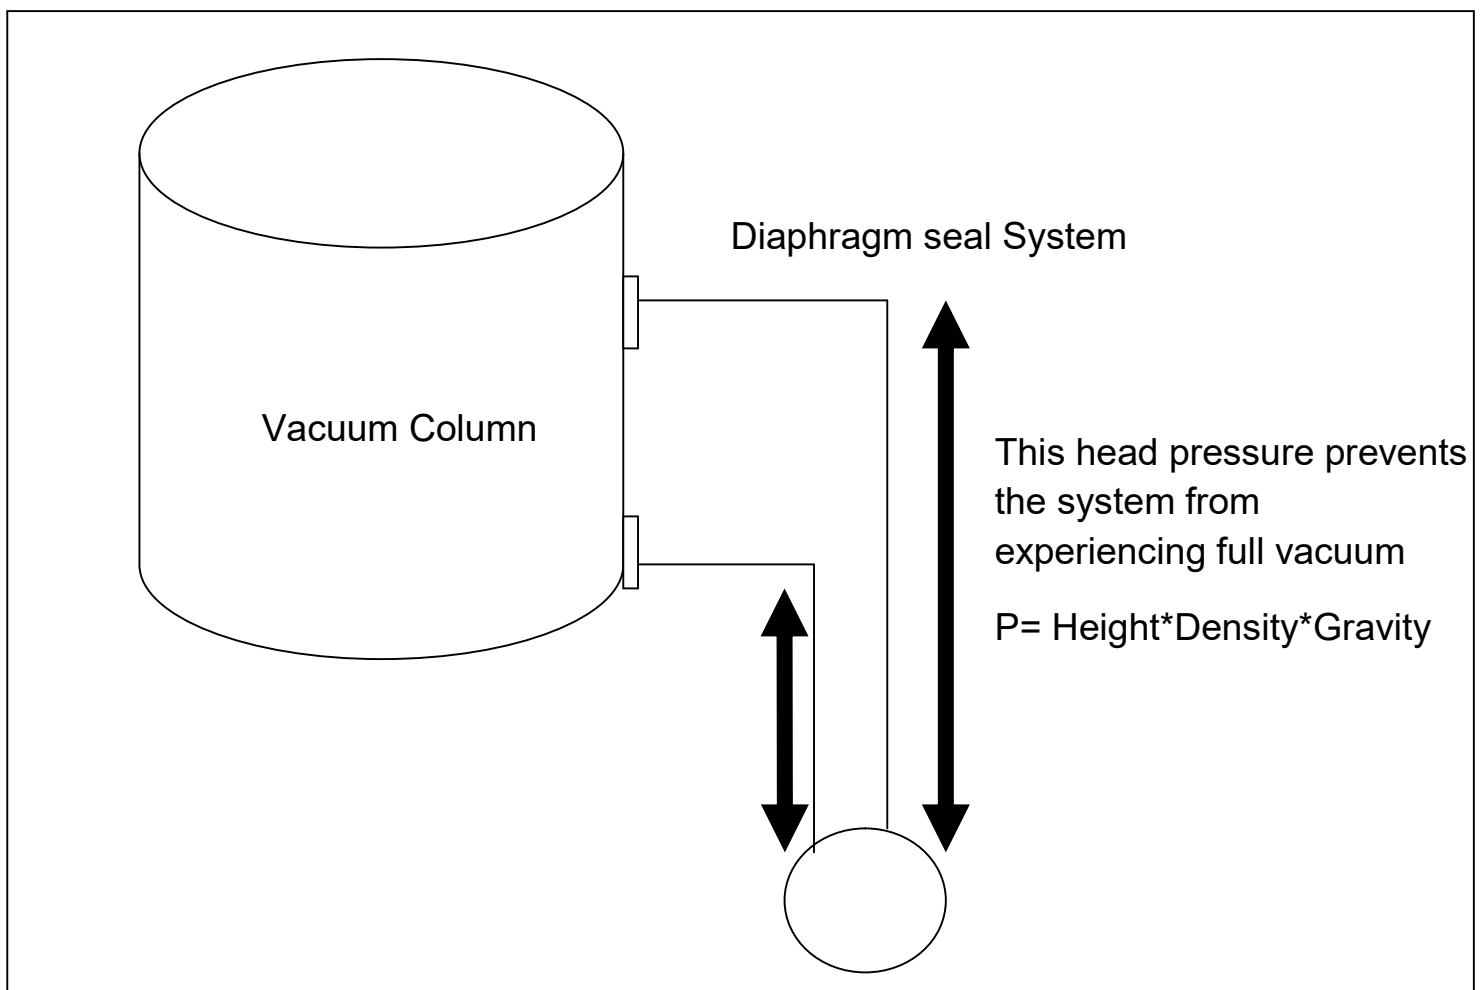 Diaphragm seal System
Vacuum Column
This head pressure prevents
the system from
experiencing full vacuum
P= Height*Density*Gravity